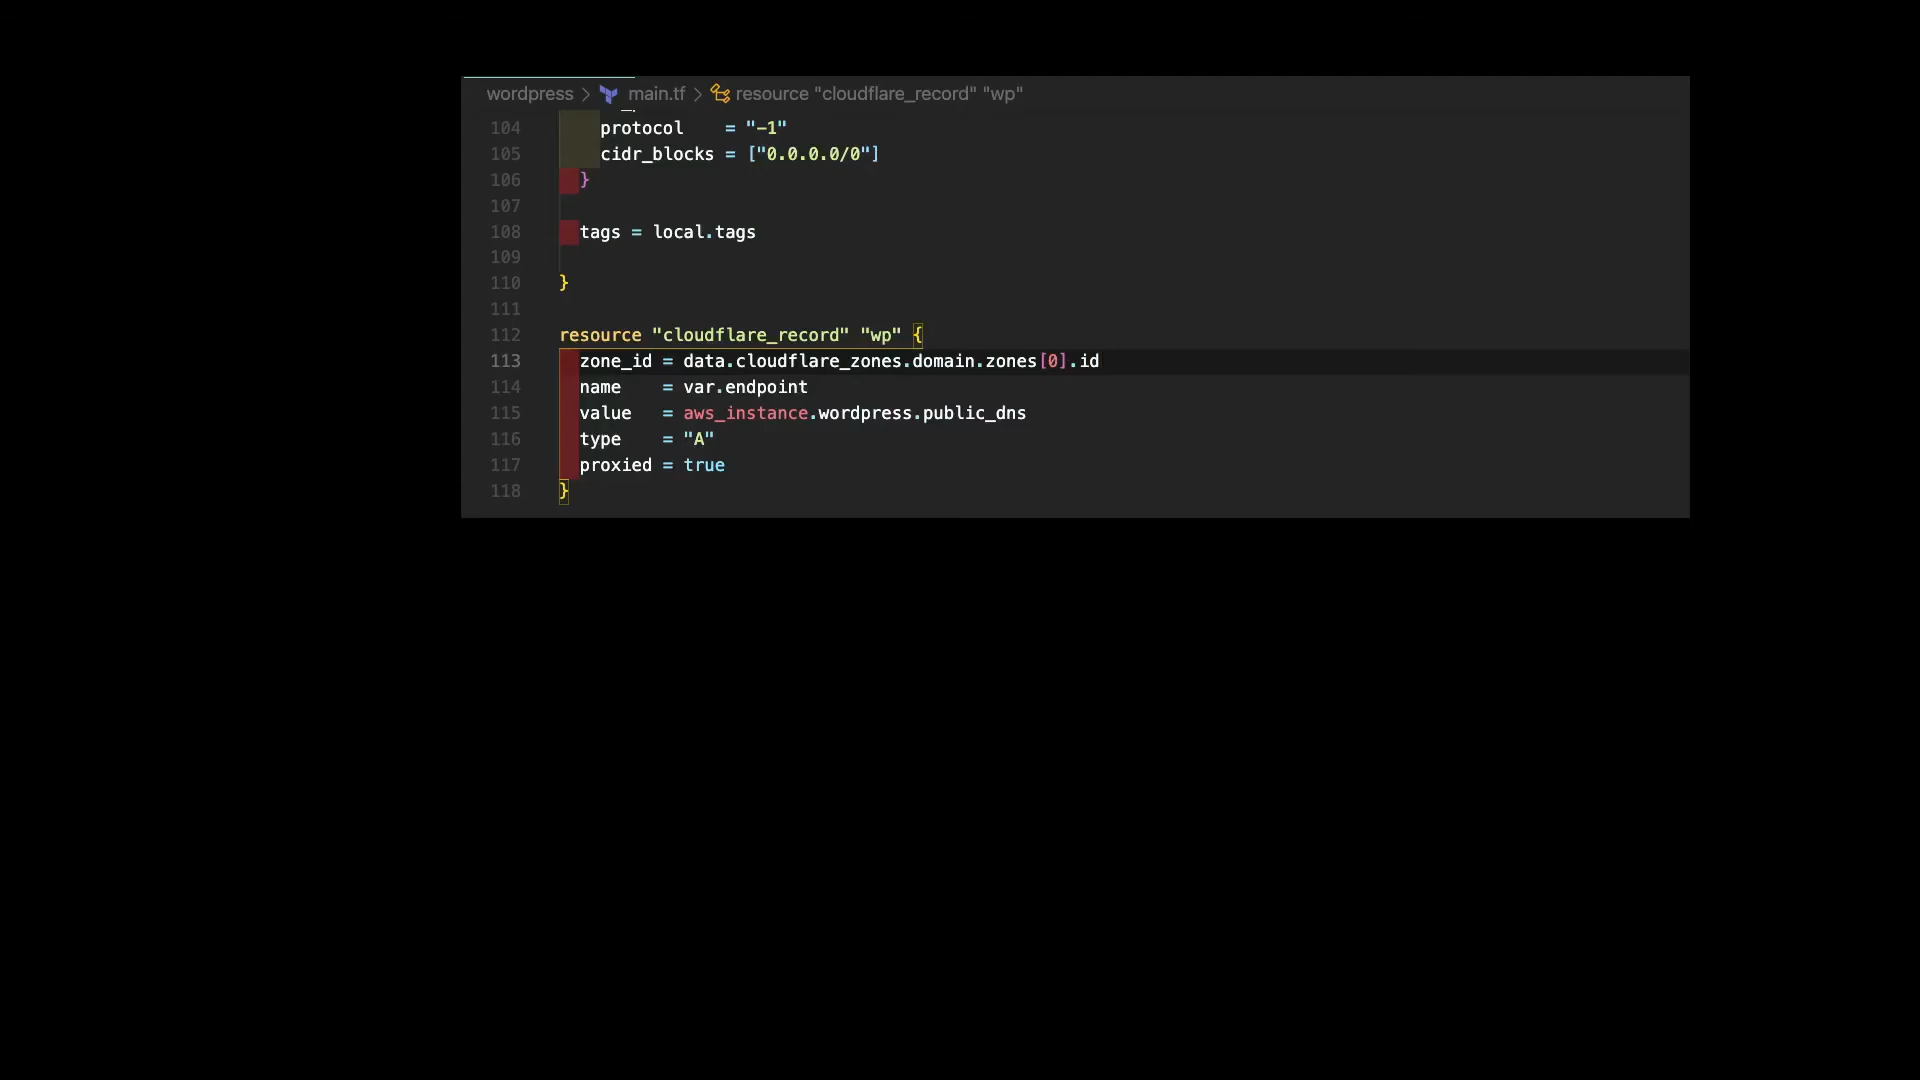 wordpress > main.tf > resource "cloudflare_record" "wp"
104 protocol = "-1"
105 cidr_blocks = ["0.0.0.0/0"]
106 }
107
108 tags = local.tags
109
110 }
111
112 resource "cloudflare_record" "wp" {
113 zone_id = data.cloudflare_zones.domain.zones[0].id
114 name = var.endpoint
115 value = aws_instance.wordpress.public_dns
116 type = "A"
117 proxied = true
118 }